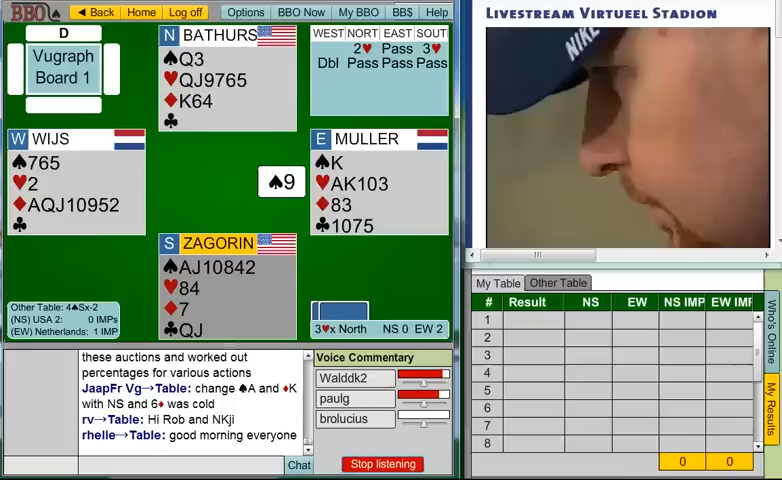 BBO
Back
Home
Log off
Options
BBO Now
My BBO
BB$
Help
LIVESTREAM VIRTUEEL STADION
NIKE
D
Vugraph
Board 1
N BATHURS
♠Q3
♥QJ9765
♦K64
♣
WEST NORT EAST SOUTI
2♥ Pass 3♥
Dbl Pass Pass Pass
W WIJS
♠765
♥2
♦AQJ10952
♣
♠9
E MULLER
♠K
♥AK103
♦83
♣1075
S ZAGORIN
♠AJ10842
♥84
♦7
♣QJ
Other Table: 4♠Sx-2
(NS) USA 2: 0 IMPs
(EW) Netherlands: 1 IMP
3♥x North NS 0 EW 2
these auctions and worked out
percentages for various actions
JaapFr Vg→Table: change ♠A and ♦K
with NS and 6♦ was cold
rv→Table: Hi Rob and NKji
rhelle→Table: good morning everyone
Chat
Voice Commentary
Walddk2
paulg
brolucius
Stop listening
My Table
Other Table
# Result NS EW NS IMP EW IMF
1
2
3
4
5
6
7
8
0 0
Who's Online
My Results